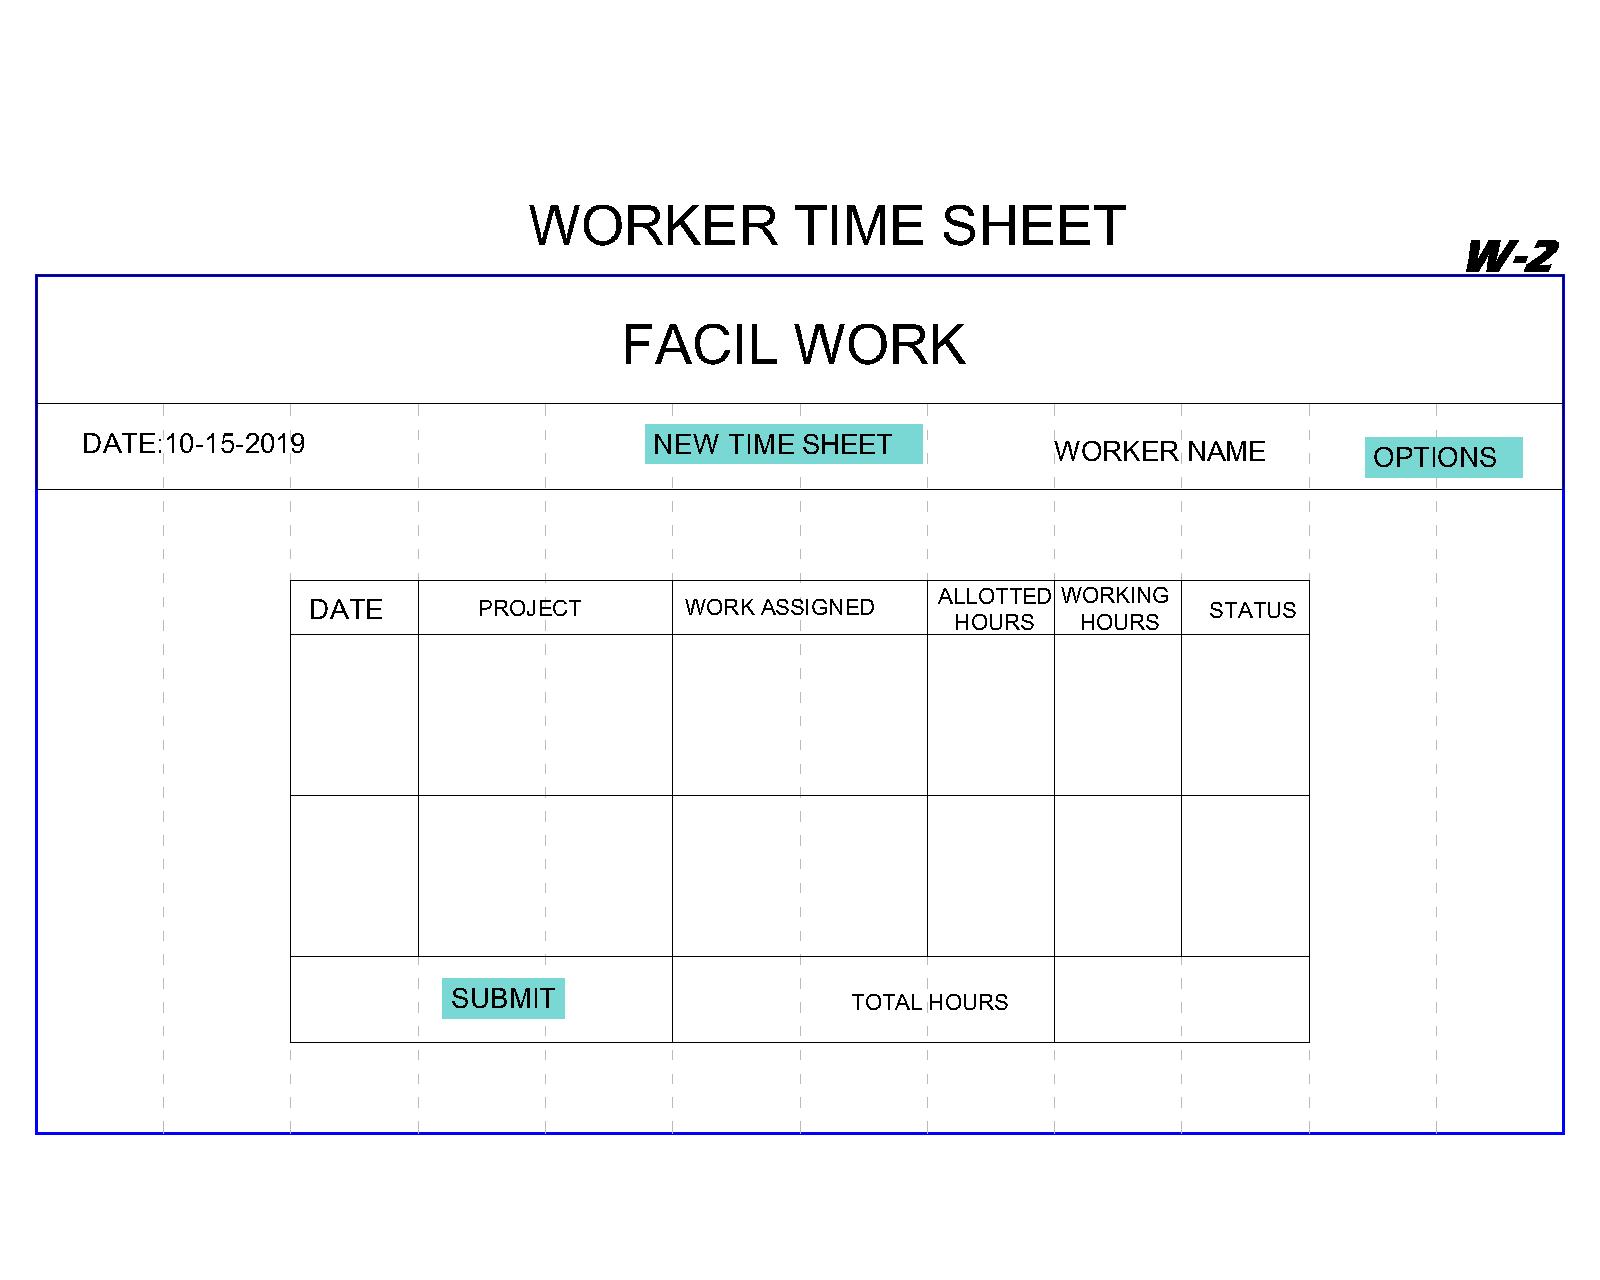 WORKER TIME SHEET
W-2
FACIL WORK
DATE:10-15-2019
NEW TIME SHEET
WORKER NAME
OPTIONS
DATE
PROJECT
WORK ASSIGNED
ALLOTTED
HOURS
WORKING
HOURS
STATUS
SUBMIT
TOTAL HOURS